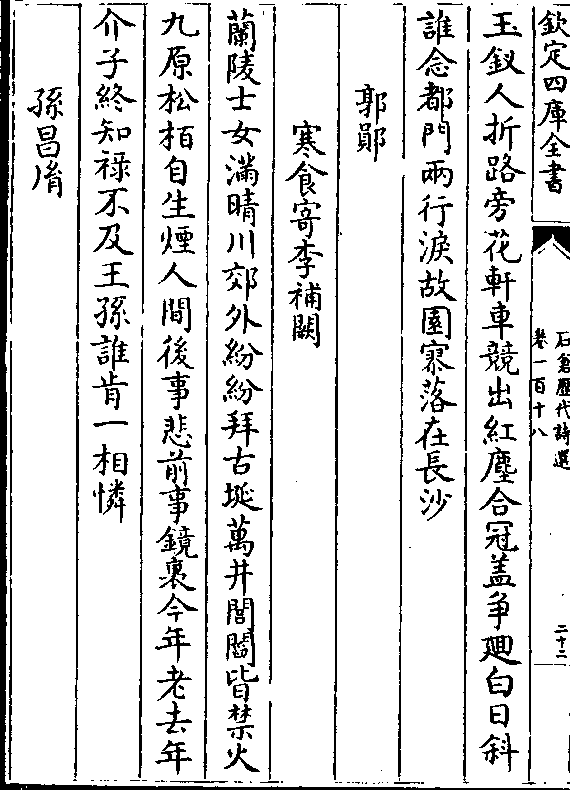 欽定四庫全書
石倉歷代詩選
卷一百十八
二十二
玉釵人折路旁花軒車競出紅塵合冠盖争廻白日斜
誰念都門兩行淚故園寥落在長沙
郭鄖
寒食寄李補闕
蘭陵士女滿晴川郊外紛紛拜古埏萬井閭閻皆禁火
九原松栢自生煙人間後事悲前事鏡裏今年老去年
介子終知禄不及王孫誰肯一相憐
孫昌胤